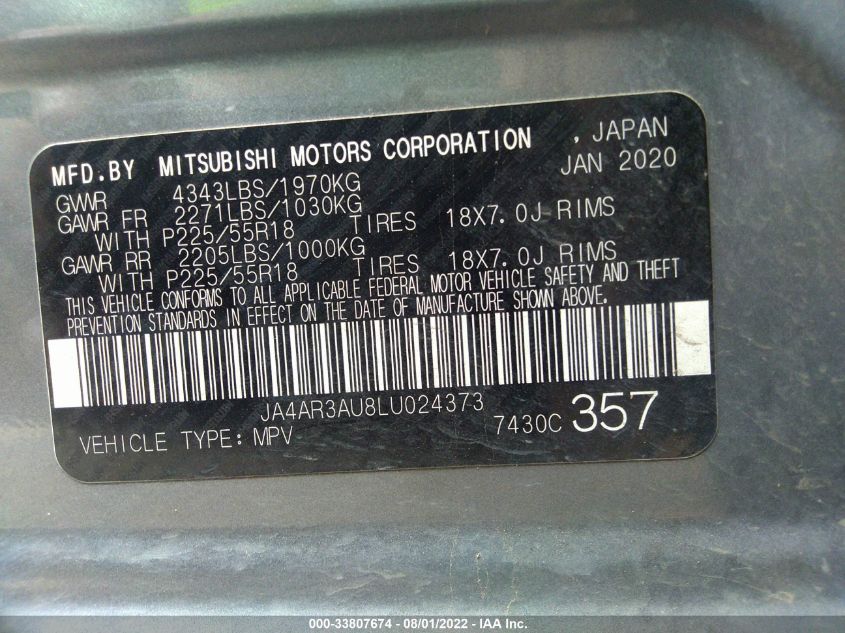 MFD.BY MITSUBISHI MOTORS CORPORATION , JAPAN
JAN 2020
GVWR 4343LBS/1970KG
GAWR FR 2271LBS/1030KG
WITH P225/55R18 TIRES 18X7.0J RIMS
GAWR RR 2205LBS/1000KG
WITH P225/55R18 TIRES 18X7.0J RIMS
THIS VEHICLE CONFORMS TO ALL APPLICABLE FEDERAL MOTOR VEHICLE SAFETY AND THEFT
PREVENTION STANDARDS IN EFFECT ON THE DATE OF MANUFACTURE SHOWN ABOVE.
JA4AR3AU8LU024373
VEHICLE TYPE: MPV 7430C 357
000-33807674 - 08/01/2022 - IAA Inc.